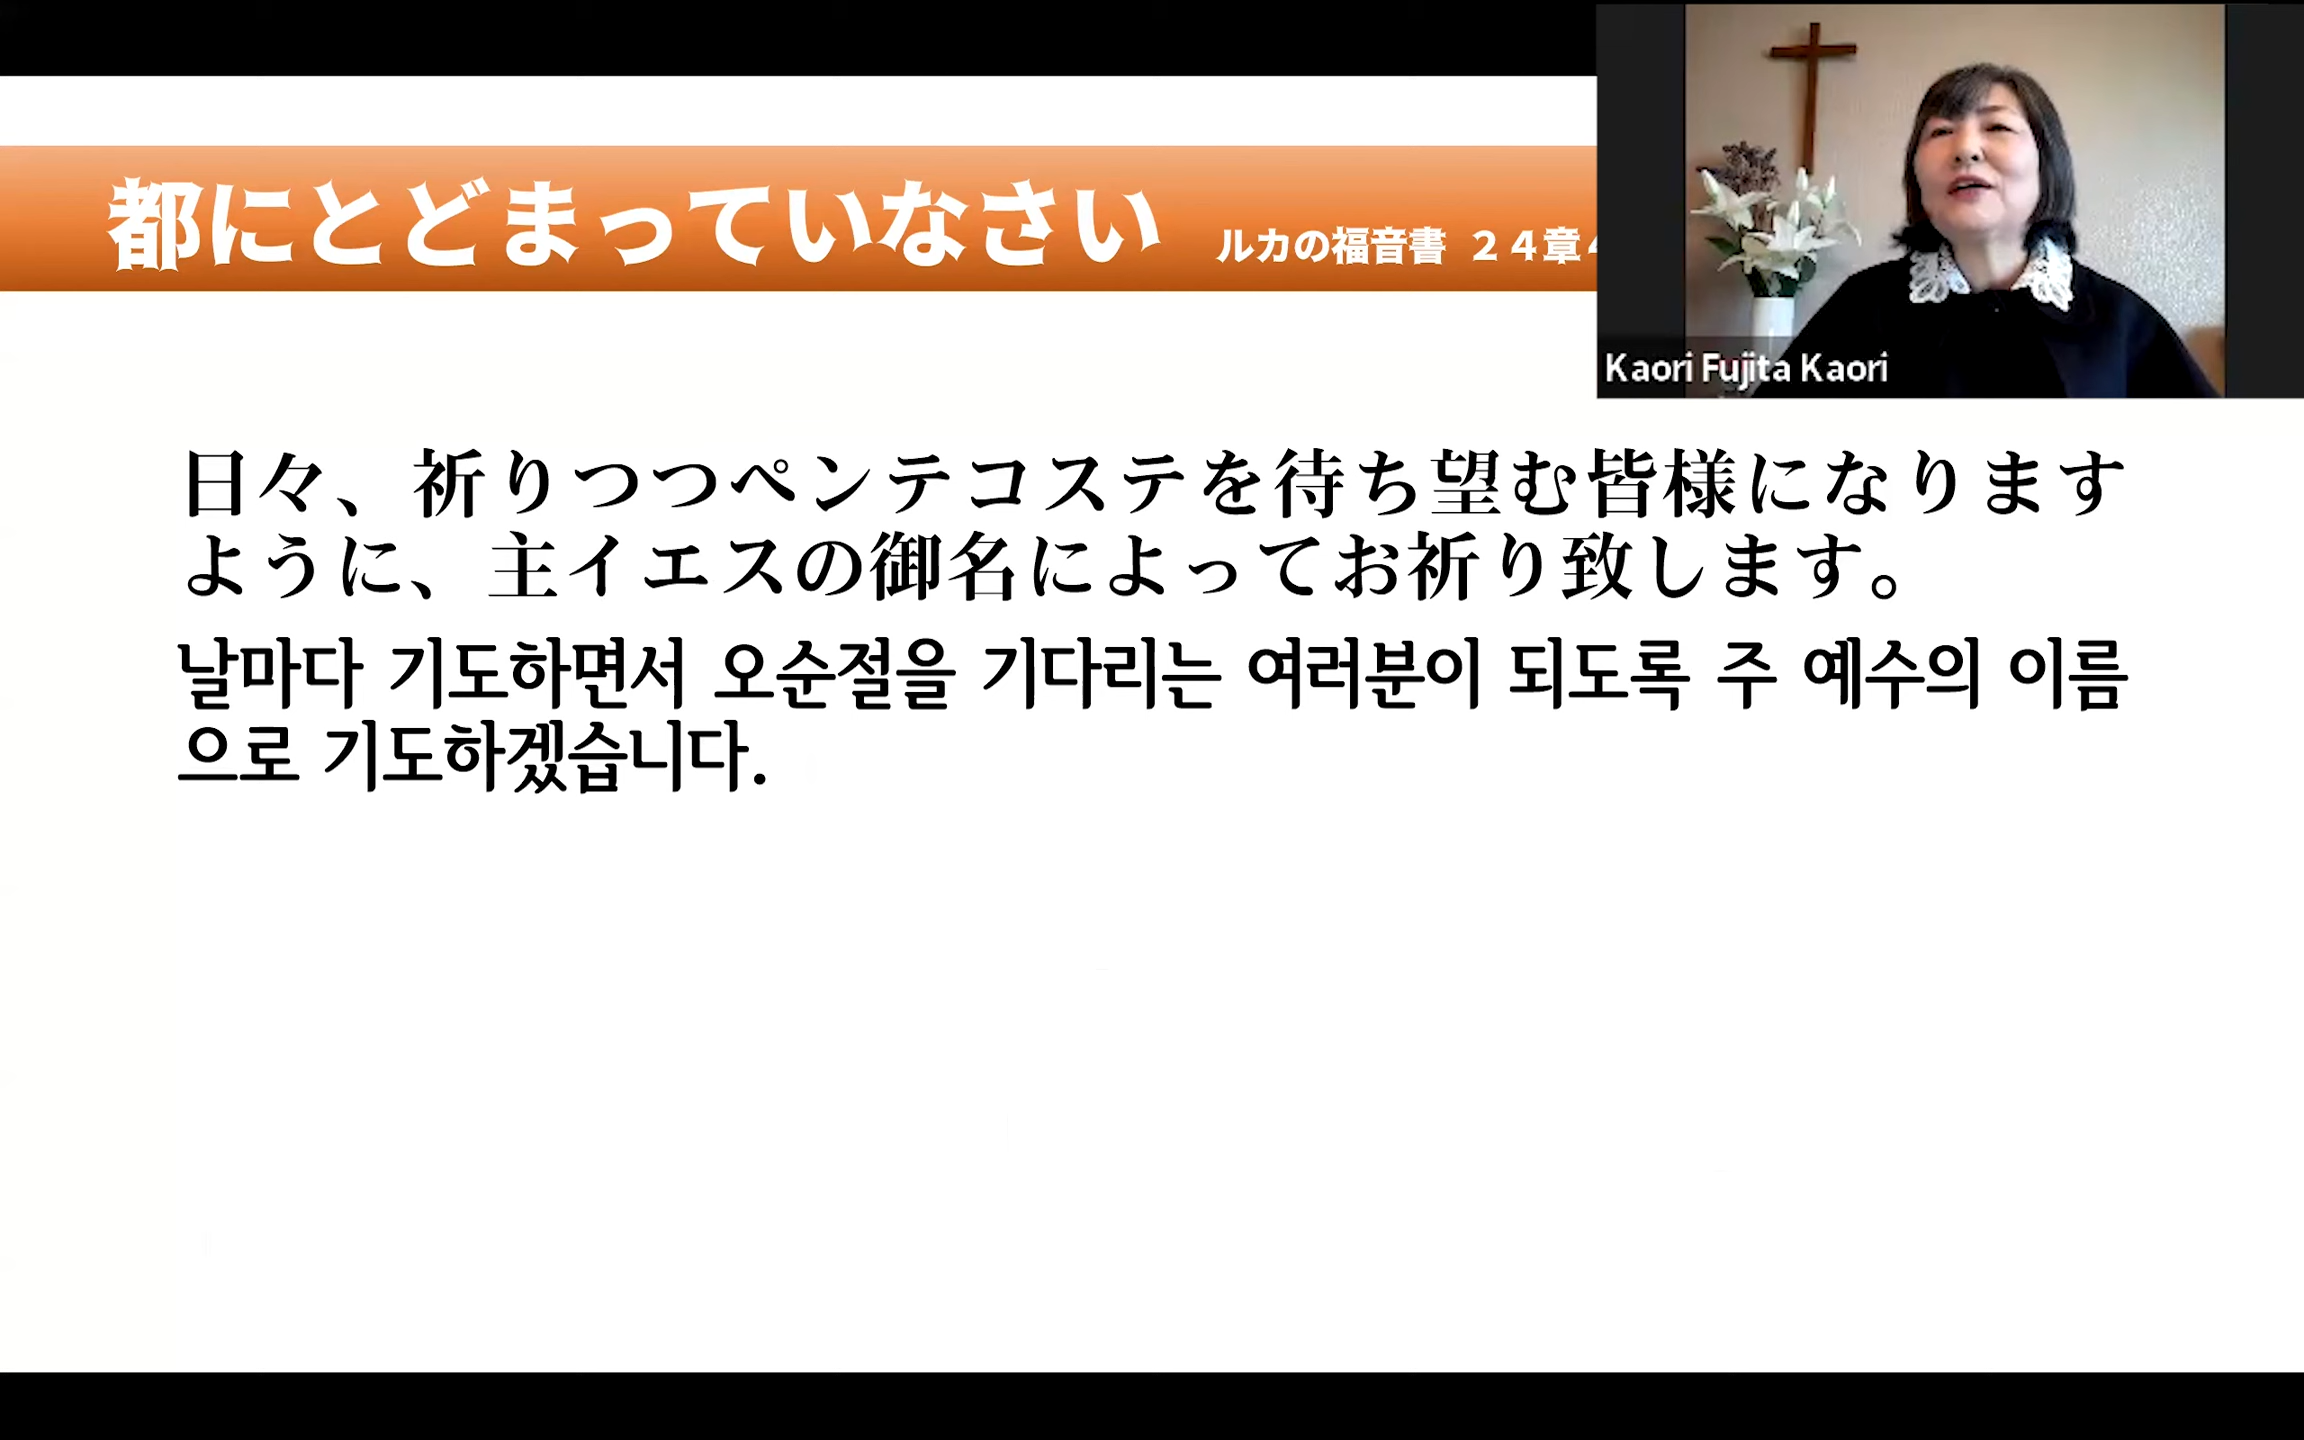 都にとどまっていなさい ルカの福音書 ２４章
Kaori Fujita Kaori
日々、祈りつつペンテコステを待ち望む皆様になります
ように、主イエスの御名によってお祈り致します。
날마다 기도하면서 오순절을 기다리는 여러분이 되도록 주 예수의 이름
으로 기도하겠습니다.